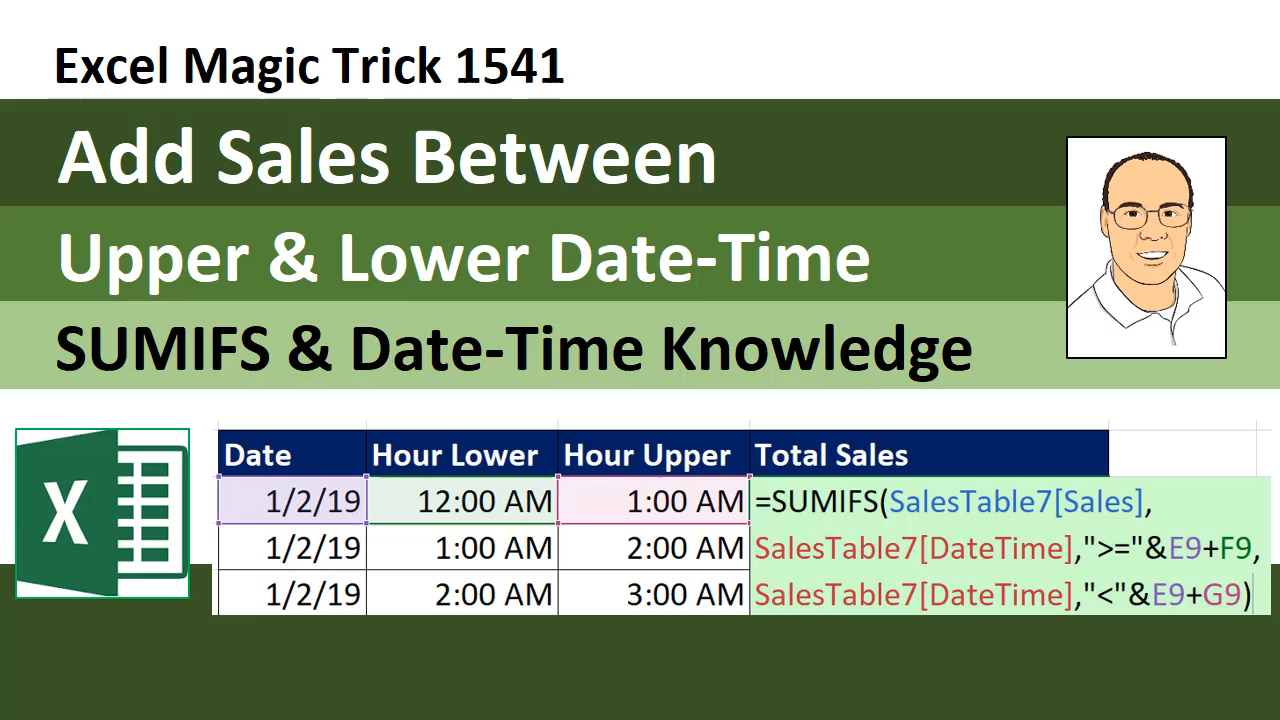 Excel Magic Trick 1541
Add Sales Between
Upper & Lower Date-Time
SUMIFS & Date-Time Knowledge
X
Date Hour Lower Hour Upper Total Sales
1/2/19 12:00 AM 1:00 AM =SUMIFS(SalesTable7[Sales],
1/2/19 1:00 AM 2:00 AM SalesTable7[DateTime],">="&E9+F9,
1/2/19 2:00 AM 3:00 AM SalesTable7[DateTime],"<"&E9+G9)